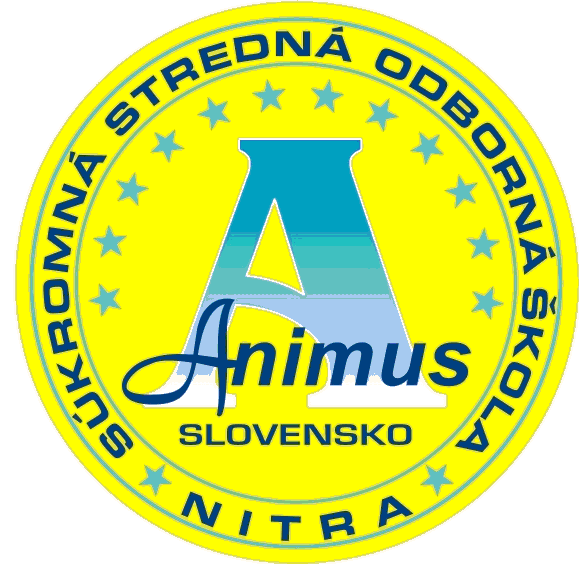 SÚKROMNÁ STREDNÁ ODBORNÁ ŠKOLA
A
Animus
SLOVENSKO
NITRA